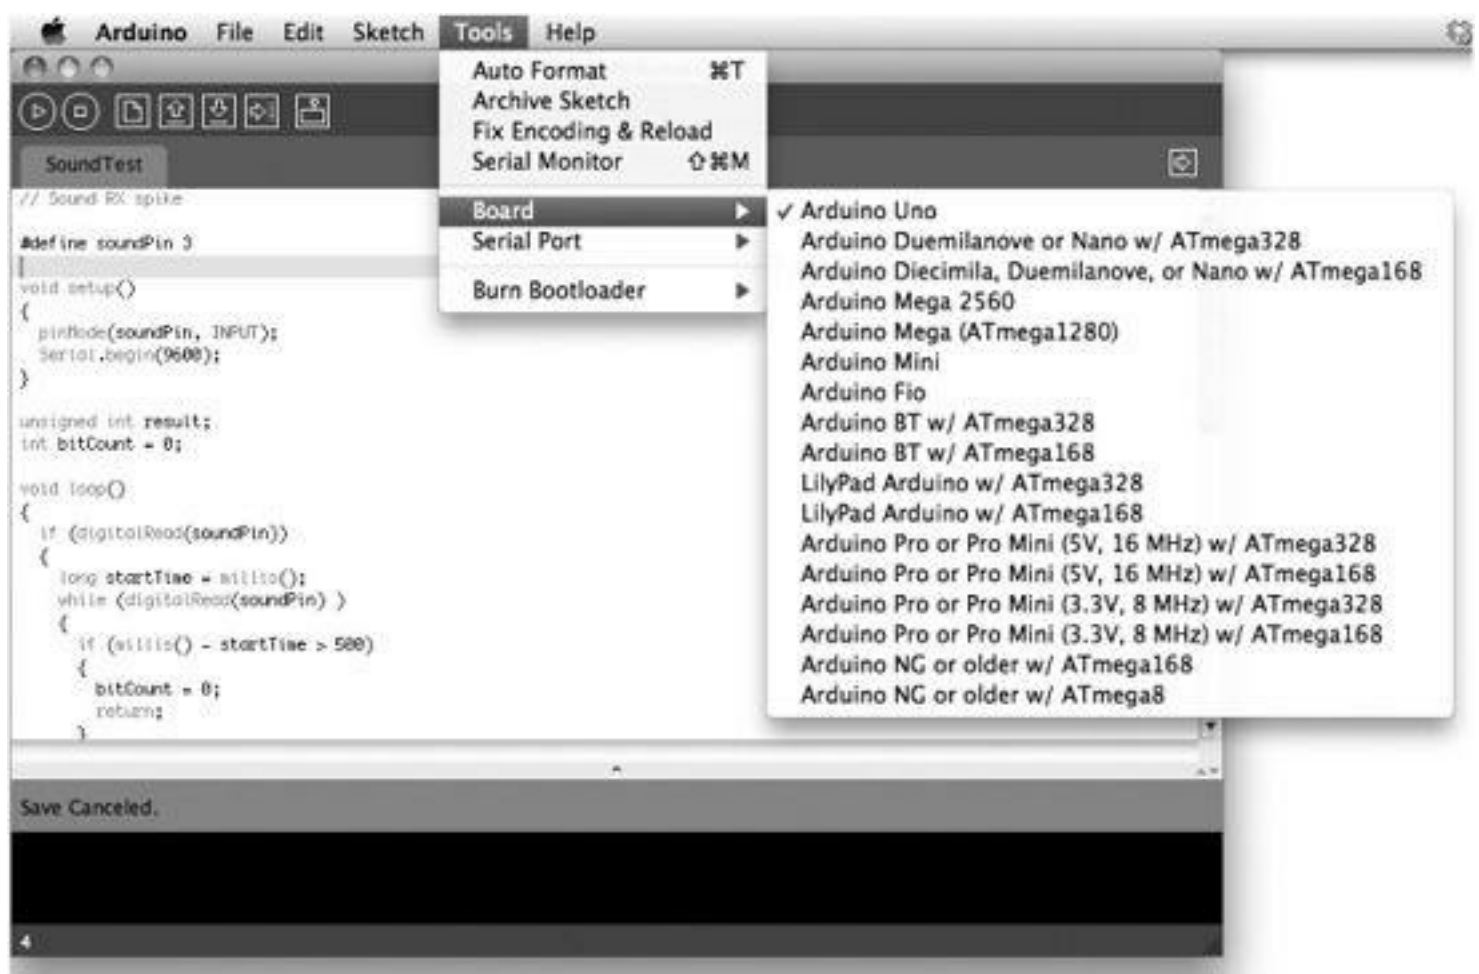 Arduino File Edit Sketch Tools Help
Auto Format ⌘T
Archive Sketch
Fix Encoding & Reload
Serial Monitor ⇧⌘M
Board
Serial Port
Burn Bootloader
✓ Arduino Uno
Arduino Duemilanove or Nano w/ ATmega328
Arduino Diecimila, Duemilanove, or Nano w/ ATmega168
Arduino Mega 2560
Arduino Mega (ATmega1280)
Arduino Mini
Arduino Fio
Arduino BT w/ ATmega328
Arduino BT w/ ATmega168
LilyPad Arduino w/ ATmega328
LilyPad Arduino w/ ATmega168
Arduino Pro or Pro Mini (5V, 16 MHz) w/ ATmega328
Arduino Pro or Pro Mini (5V, 16 MHz) w/ ATmega168
Arduino Pro or Pro Mini (3.3V, 8 MHz) w/ ATmega328
Arduino Pro or Pro Mini (3.3V, 8 MHz) w/ ATmega168
Arduino NG or older w/ ATmega168
Arduino NG or older w/ ATmega8
SoundTest
// Sound RX spike
#define soundPin 3
void setup()
{
pinMode(soundPin, INPUT);
Serial.begin(9600);
}
unsigned int result;
int bitCount = 0;
void loop()
{
if (digitalRead(soundPin))
{
long startTime = millis();
while (digitalRead(soundPin) )
{
if (millis() - startTime > 500)
{
bitCount = 0;
return;
}
Save Canceled.
4